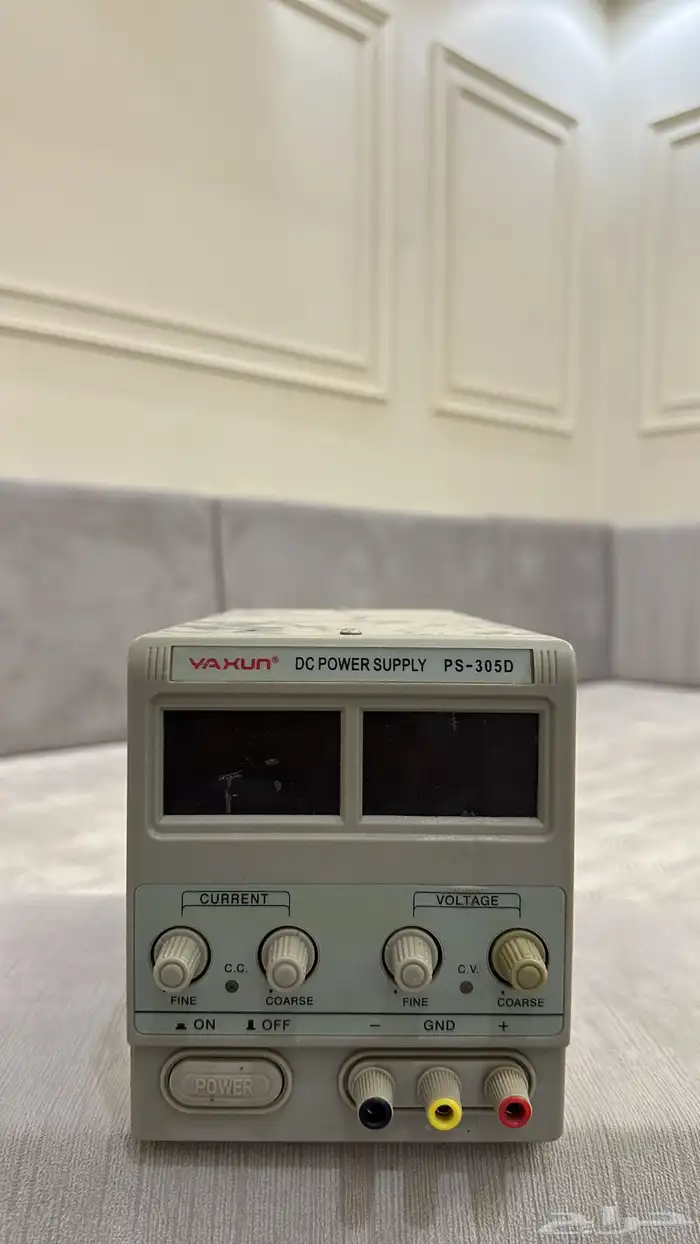 YAXUN® DC POWER SUPPLY PS-305D
CURRENT VOLTAGE
C.C. C.V.
FINE COARSE FINE COARSE
ON OFF − GND +
POWER
حراج